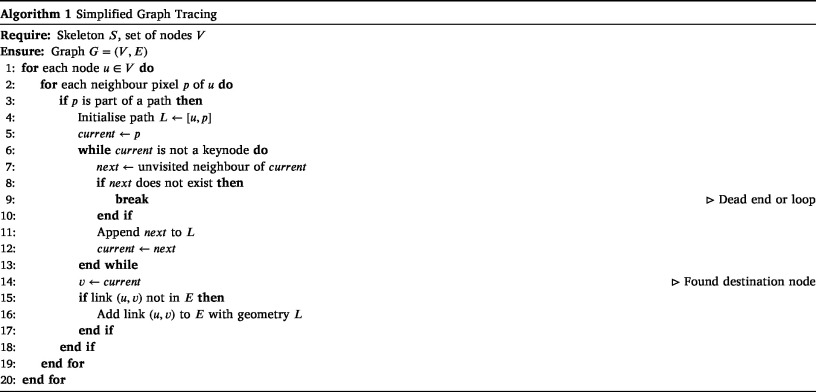 Algorithm 1 Simplified Graph Tracing
Require: Skeleton S, set of nodes V
Ensure: Graph G = (V, E)
1: for each node u ∈ V do
2: for each neighbour pixel p of u do
3: if p is part of a path then
4: Initialise path L ← [u, p]
5: current ← p
6: while current is not a keynode do
7: next ← unvisited neighbour of current
8: if next does not exist then
9: break ▷ Dead end or loop
10: end if
11: Append next to L
12: current ← next
13: end while
14: v ← current ▷ Found destination node
15: if link (u, v) not in E then
16: Add link (u, v) to E with geometry L
17: end if
18: end if
19: end for
20: end for